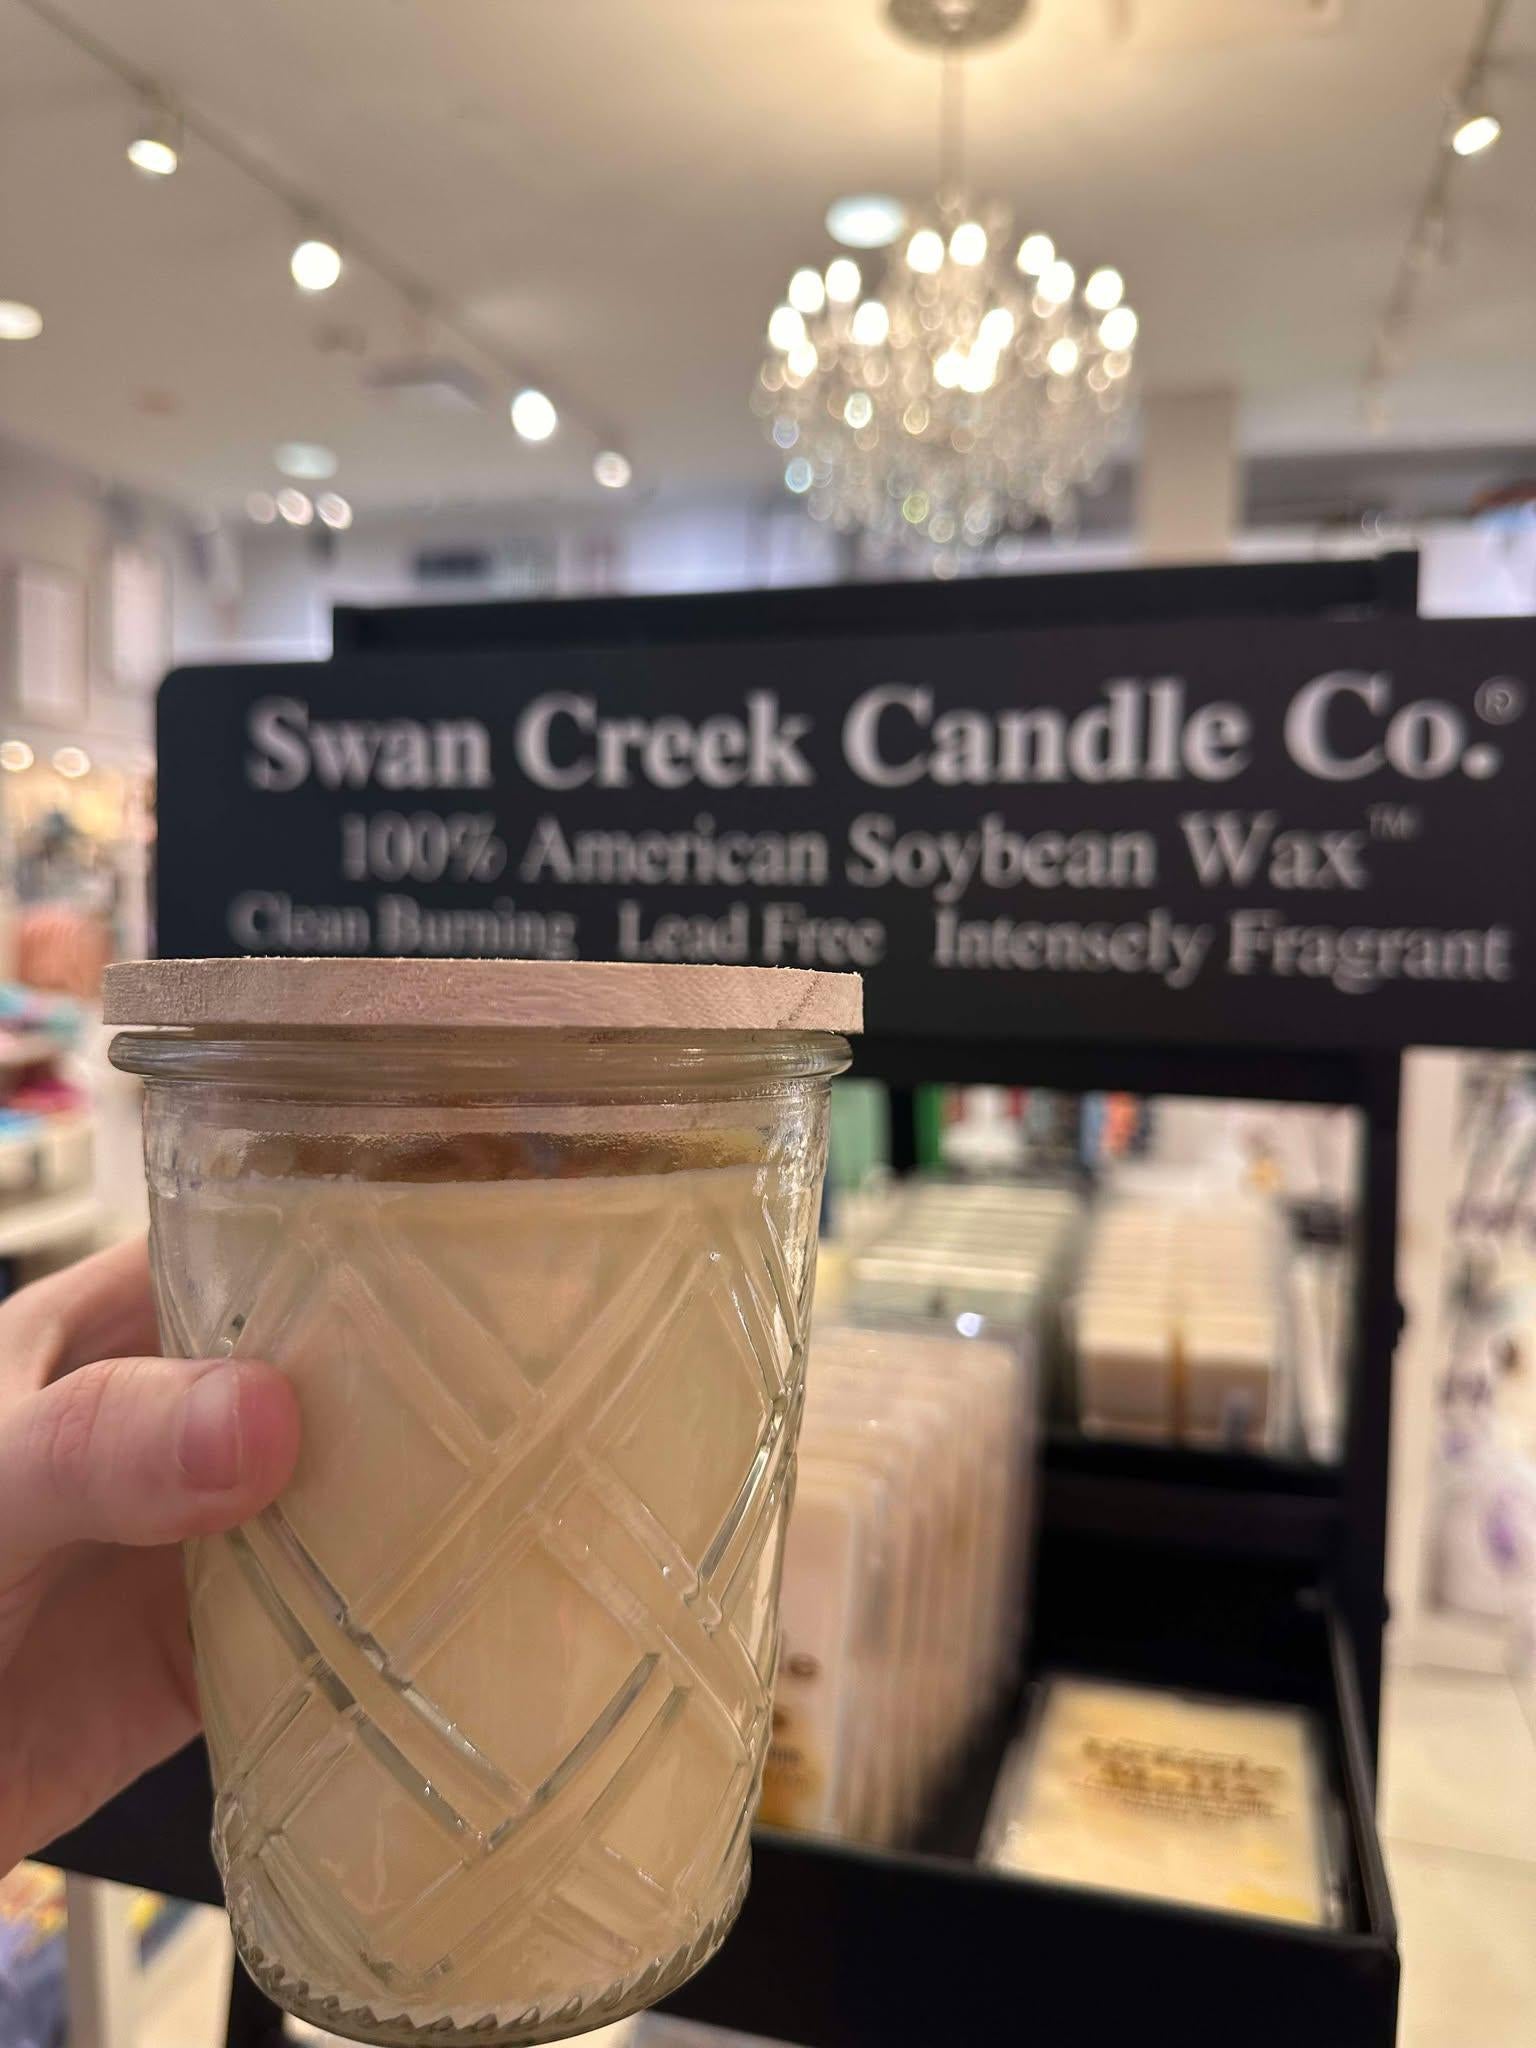 Swan Creek Candle Co.®
100% American Soybean Wax™
Clean Burning Lead Free Intensely Fragrant